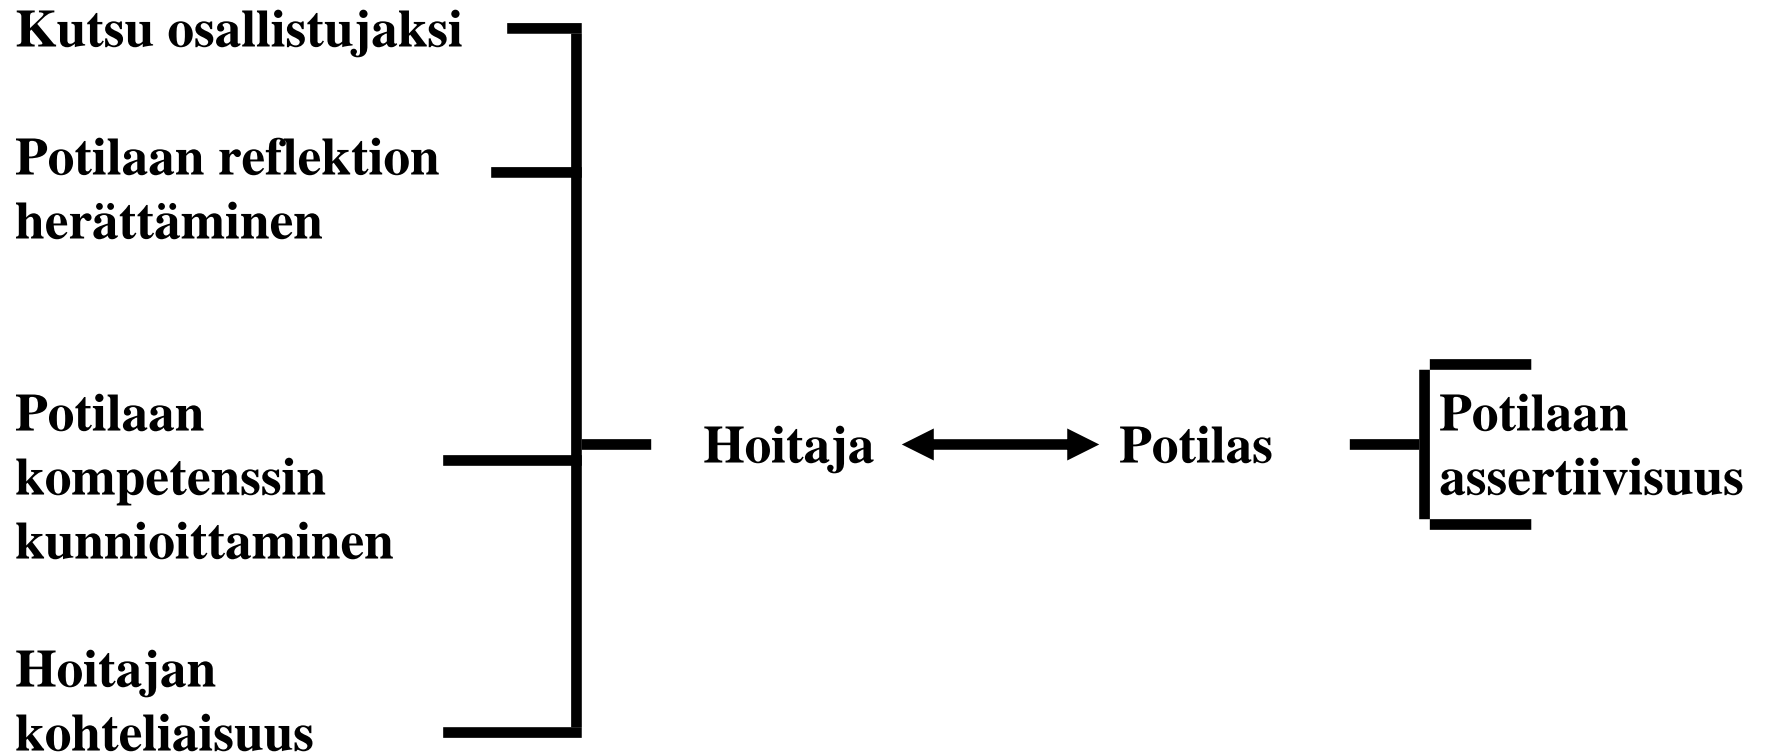 Kutsu osallistujaksi
Potilaan reflektion
herättäminen
Potilaan
kompetenssin
kunnioittaminen
Hoitajan
kohteliaisuus
Hoitaja
Potilas
Potilaan
assertiivisuus